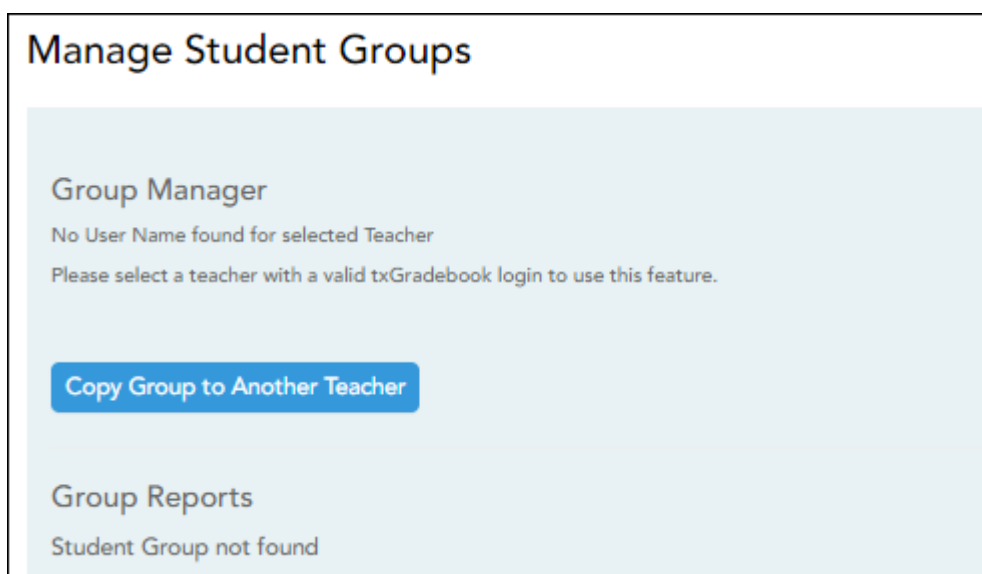 Manage Student Groups
Group Manager
No User Name found for selected Teacher
Please select a teacher with a valid txGradebook login to use this feature.
Copy Group to Another Teacher
Group Reports
Student Group not found